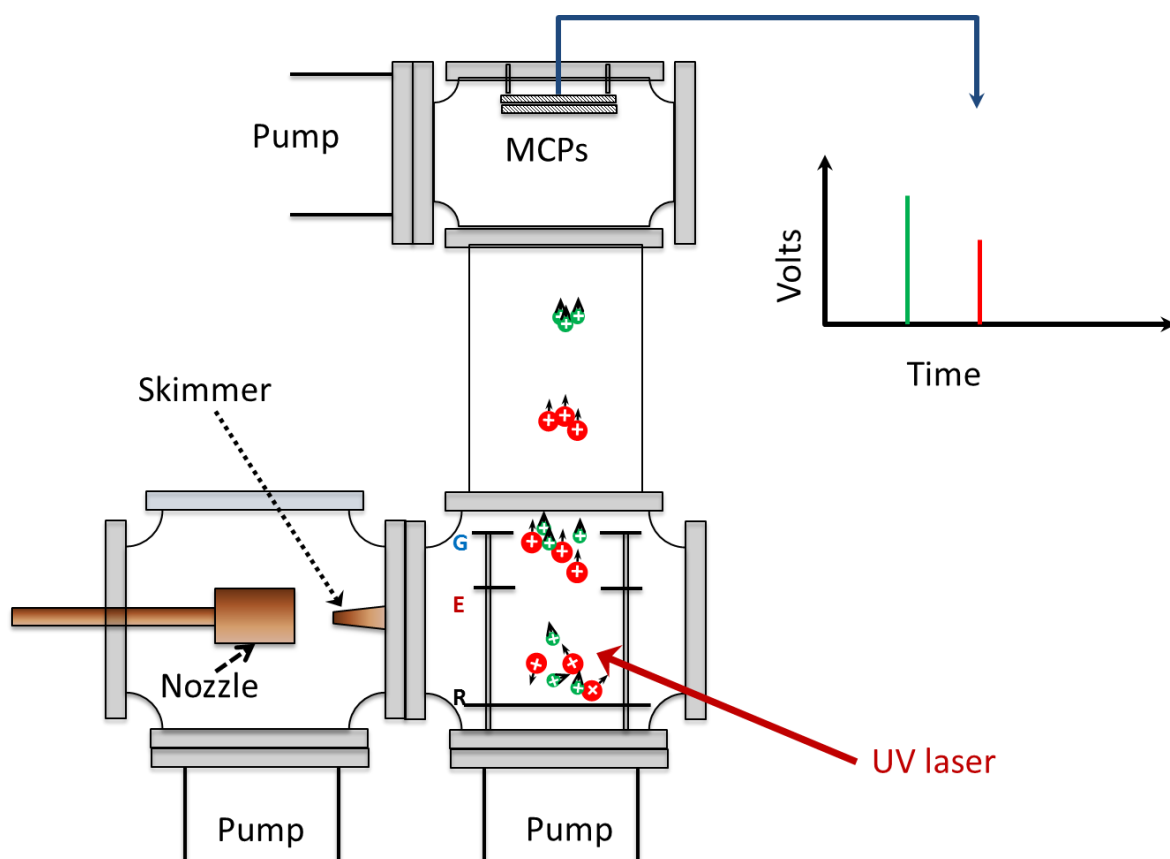 Pump
MCPs
Volts
Time
Skimmer
G
E
Nozzle
R
UV laser
Pump
Pump